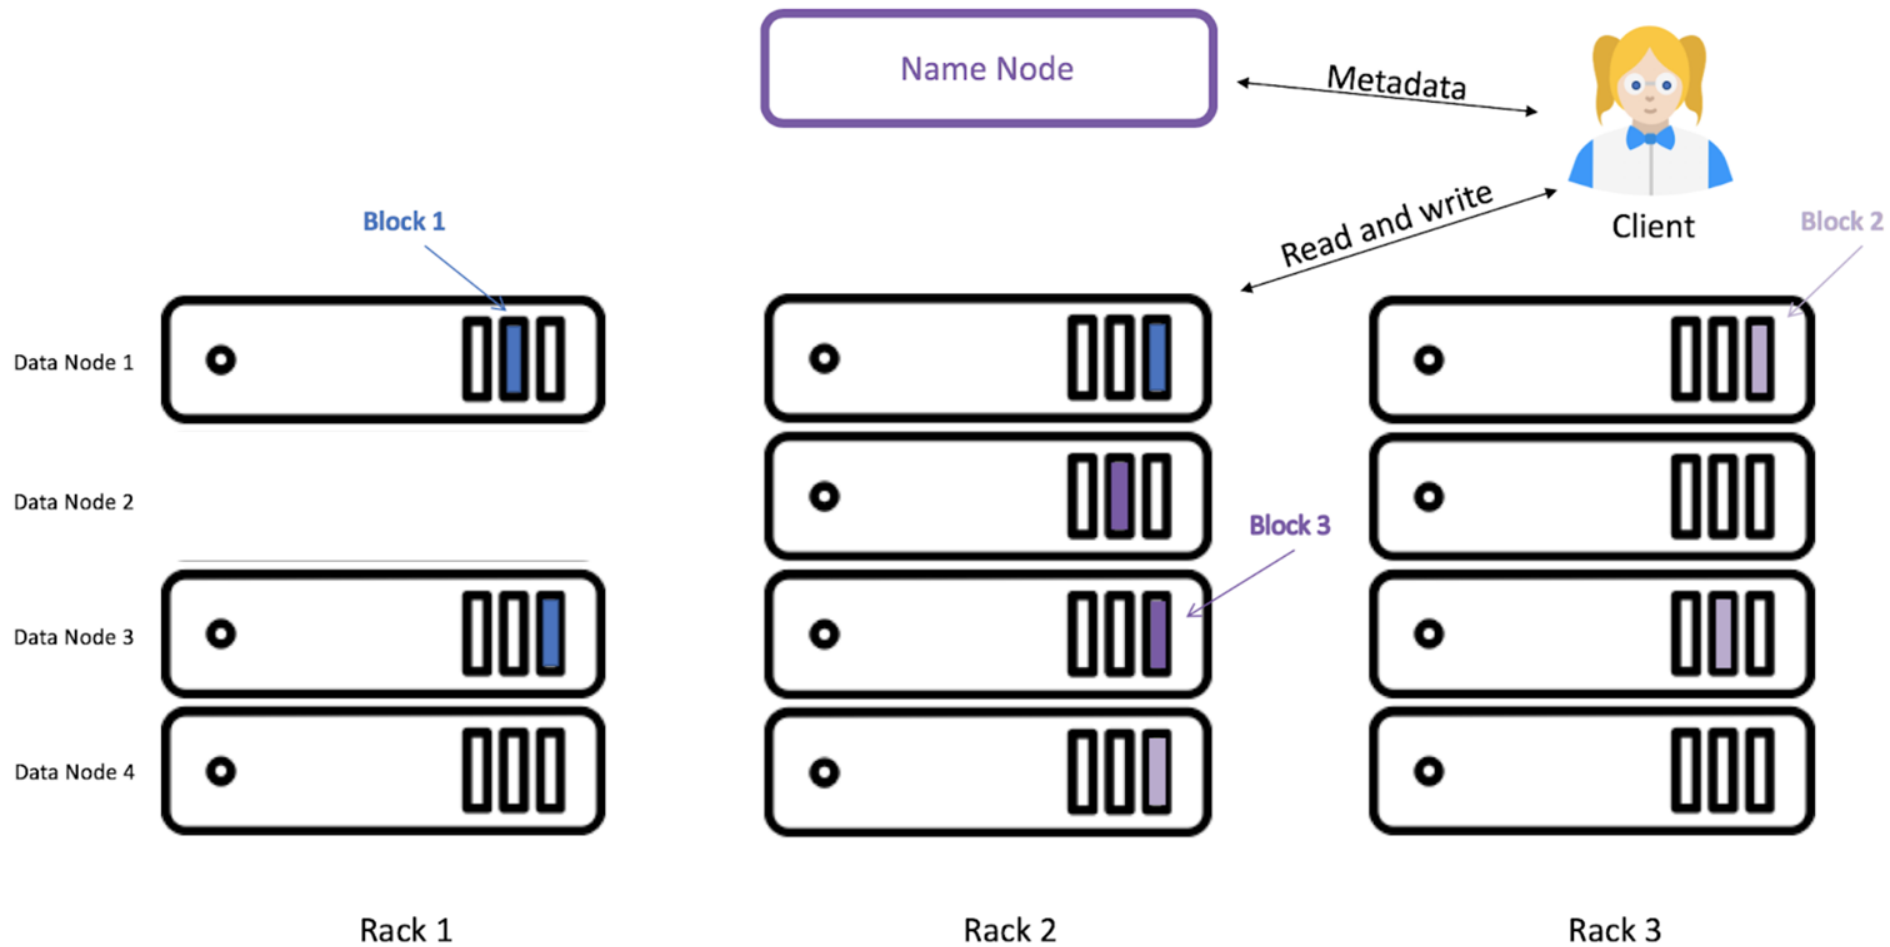 Name Node
Metadata
Read and write
Client
Block 1
Block 2
Data Node 1
Data Node 2
Block 3
Data Node 3
Data Node 4
Rack 1
Rack 2
Rack 3